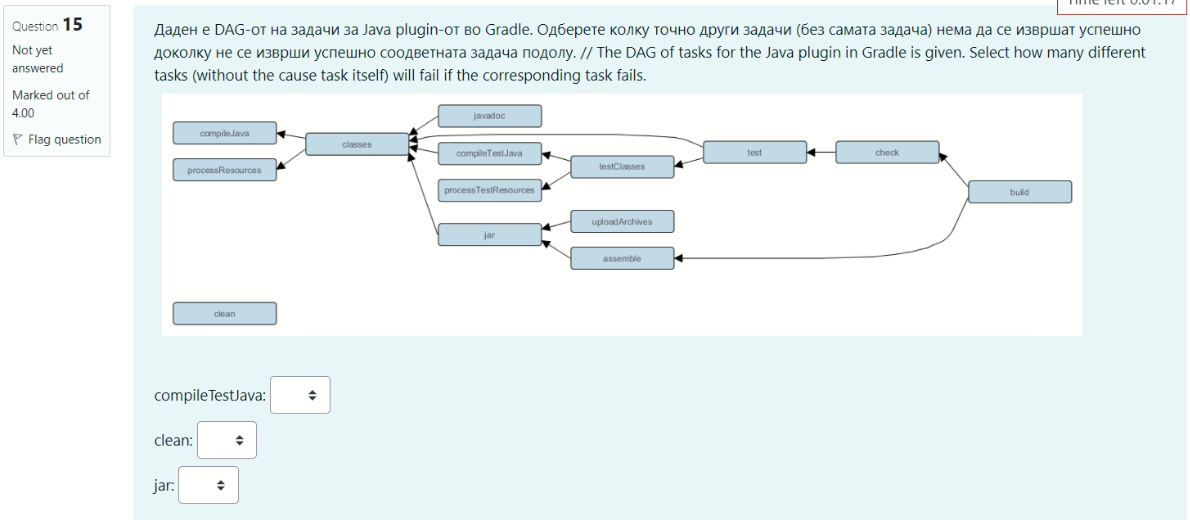 Time left 0:01:17
Question 15
Not yet
answered
Marked out of
4.00
Flag question
Даден е DAG-от на задачи за Java plugin-от во Gradle. Одберете колку точно други задачи (без самата задача) нема да се извршат успешно
доколку не се изврши успешно соодветната задача подолу. // The DAG of tasks for the Java plugin in Gradle is given. Select how many different
tasks (without the cause task itself) will fail if the corresponding task fails.
javadoc
compileJava
classes
compileTestJava
test
check
processResources
testClasses
processTestResources
build
uploadArchives
jar
assemble
clean
compileTestJava:
clean:
jar: